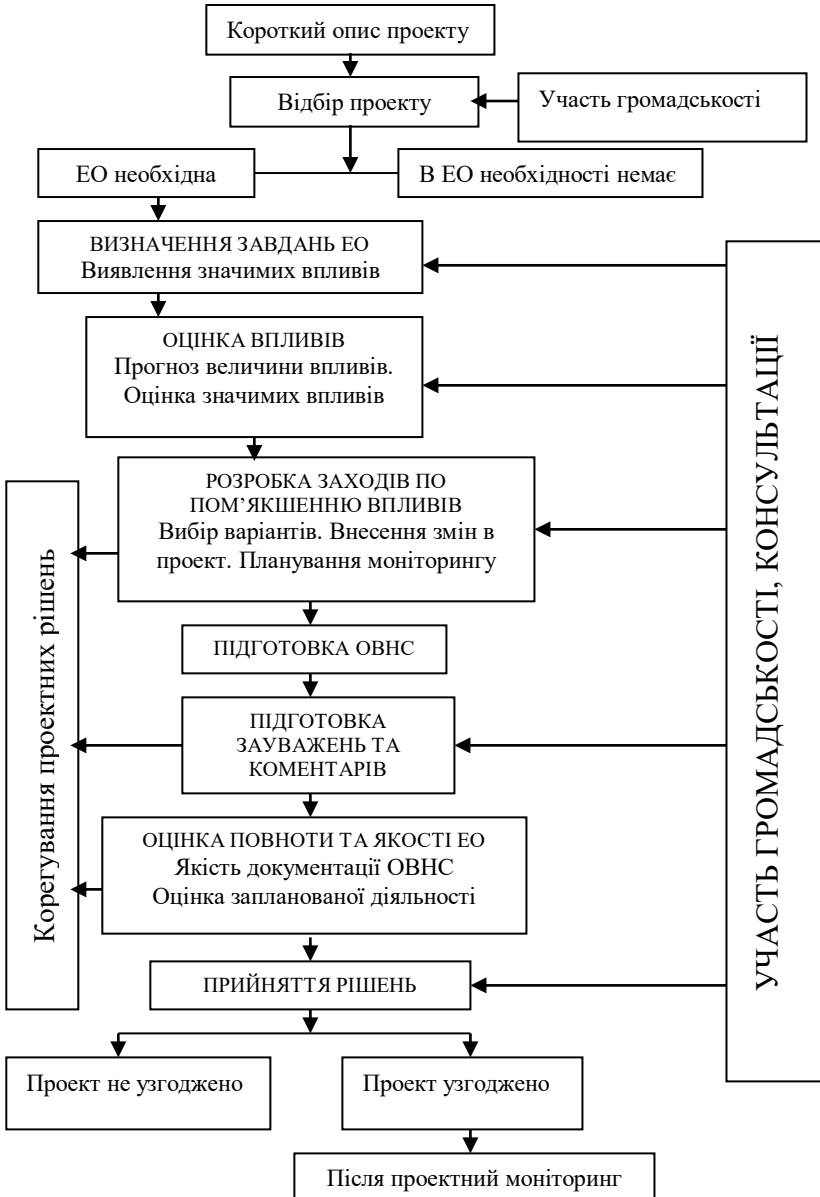 Короткий опис проекту
Відбір проекту
Участь громадськості
ЕО необхідна
В ЕО необхідності немає
ВИЗНАЧЕННЯ ЗАВДАНЬ ЕО
Виявлення значимих впливів
ОЦІНКА ВПЛИВІВ
Прогноз величини впливів.
Оцінка значимих впливів
РОЗРОБКА ЗАХОДІВ ПО
ПОМ’ЯКШЕННЮ ВПЛИВІВ
Вибір варіантів. Внесення змін в
проект. Планування моніторингу
ПІДГОТОВКА ОВНС
ПІДГОТОВКА
ЗАУВАЖЕНЬ ТА
КОМЕНТАРІВ
ОЦІНКА ПОВНОТИ ТА ЯКОСТІ ЕО
Якість документації ОВНС
Оцінка запланованої діяльності
ПРИЙНЯТТЯ РІШЕНЬ
Проект не узгоджено
Проект узгоджено
Після проектний моніторинг
Корегування проектних рішень
УЧАСТЬ ГРОМАДСЬКОСТІ, КОНСУЛЬТАЦІЇ